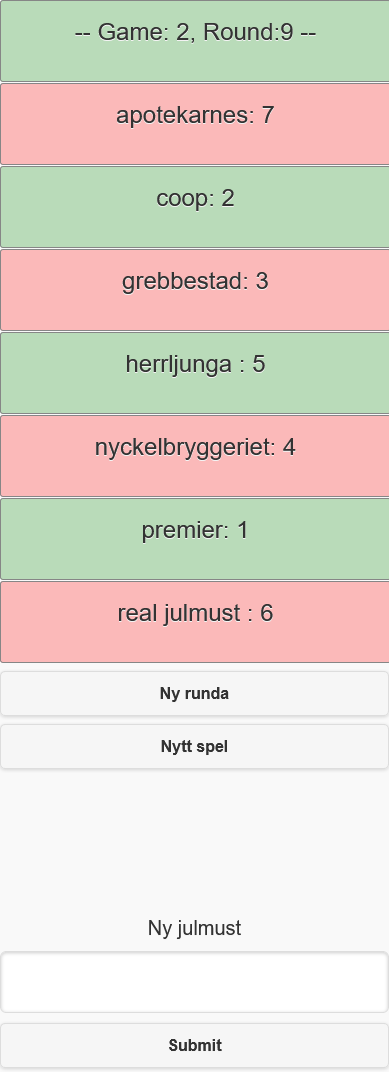 -- Game: 2, Round:9 --
apotekarnes: 7
coop: 2
grebbestad: 3
herrljunga : 5
nyckelbryggeriet: 4
premier: 1
real julmust : 6
Ny runda
Nytt spel
Ny julmust
Submit